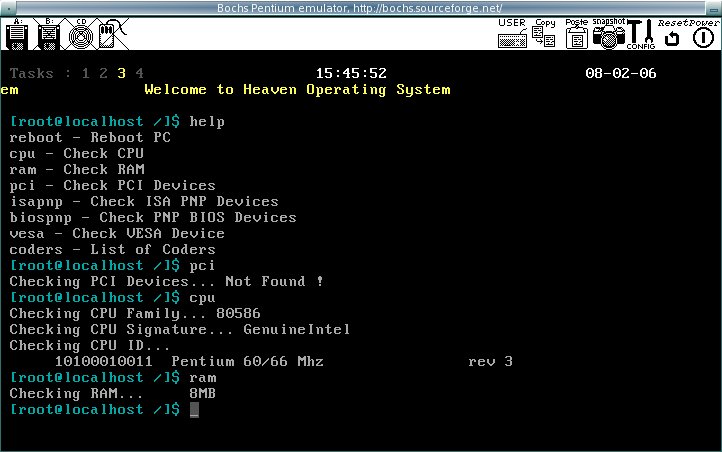 Bochs Pentium emulator, http://bochs.sourceforge.net/
A: B: CD USER Copy Paste snapshot CONFIG Reset Power
Tasks : 1 2 3 4 15:45:52 08-02-06
em Welcome to Heaven Operating System
[root@localhost /]$ help
reboot - Reboot PC
cpu - Check CPU
ram - Check RAM
pci - Check PCI Devices
isapnp - Check ISA PNP Devices
biospnp - Check PNP BIOS Devices
vesa - Check VESA Device
coders - List of Coders
[root@localhost /]$ pci
Checking PCI Devices... Not Found !
[root@localhost /]$ cpu
Checking CPU Family... 80586
Checking CPU Signature... GenuineIntel
Checking CPU ID...
10100010011 Pentium 60/66 Mhz rev 3
[root@localhost /]$ ram
Checking RAM... 8MB
[root@localhost /]$ _